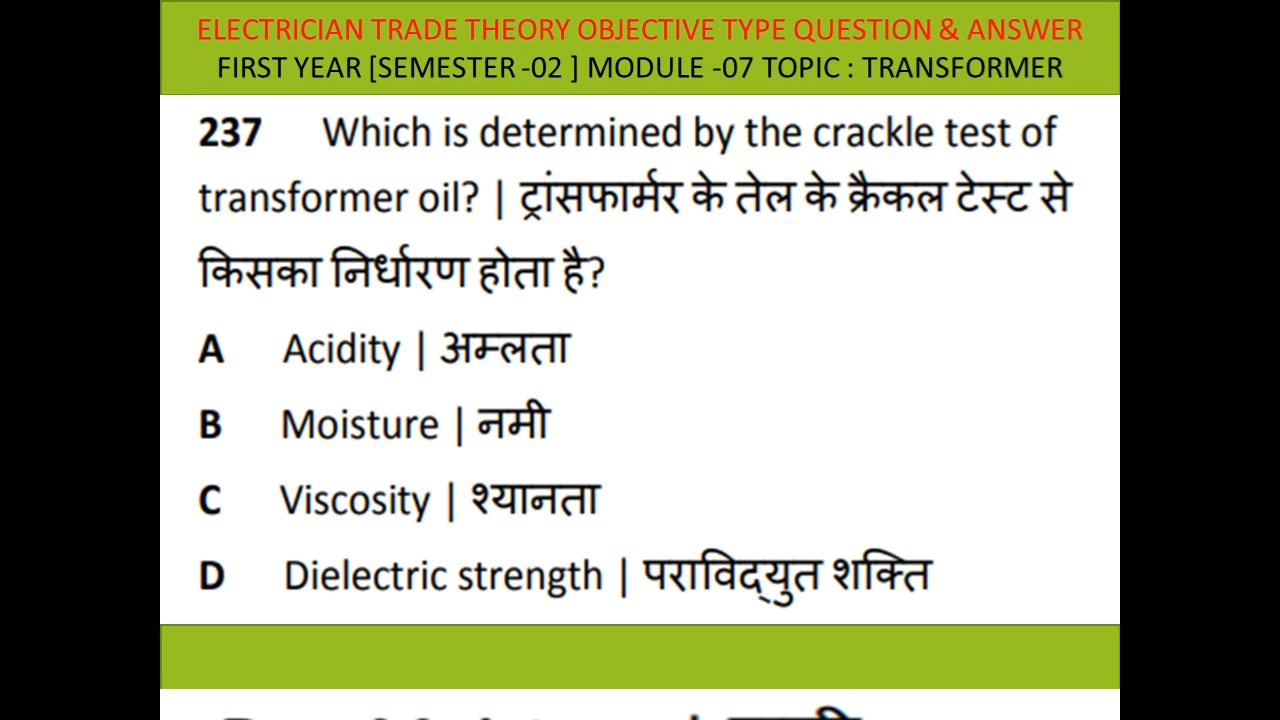 ELECTRICIAN TRADE THEORY OBJECTIVE TYPE QUESTION & ANSWER
FIRST YEAR [SEMESTER -02 ] MODULE -07 TOPIC : TRANSFORMER
237 Which is determined by the crackle test of
transformer oil? | ट्रांसफार्मर के तेल के क्रैकल टेस्ट से
किसका निर्धारण होता है?
A Acidity | अम्लता
B Moisture | नमी
C Viscosity | श्यानता
D Dielectric strength | पराविद्युत शक्ति